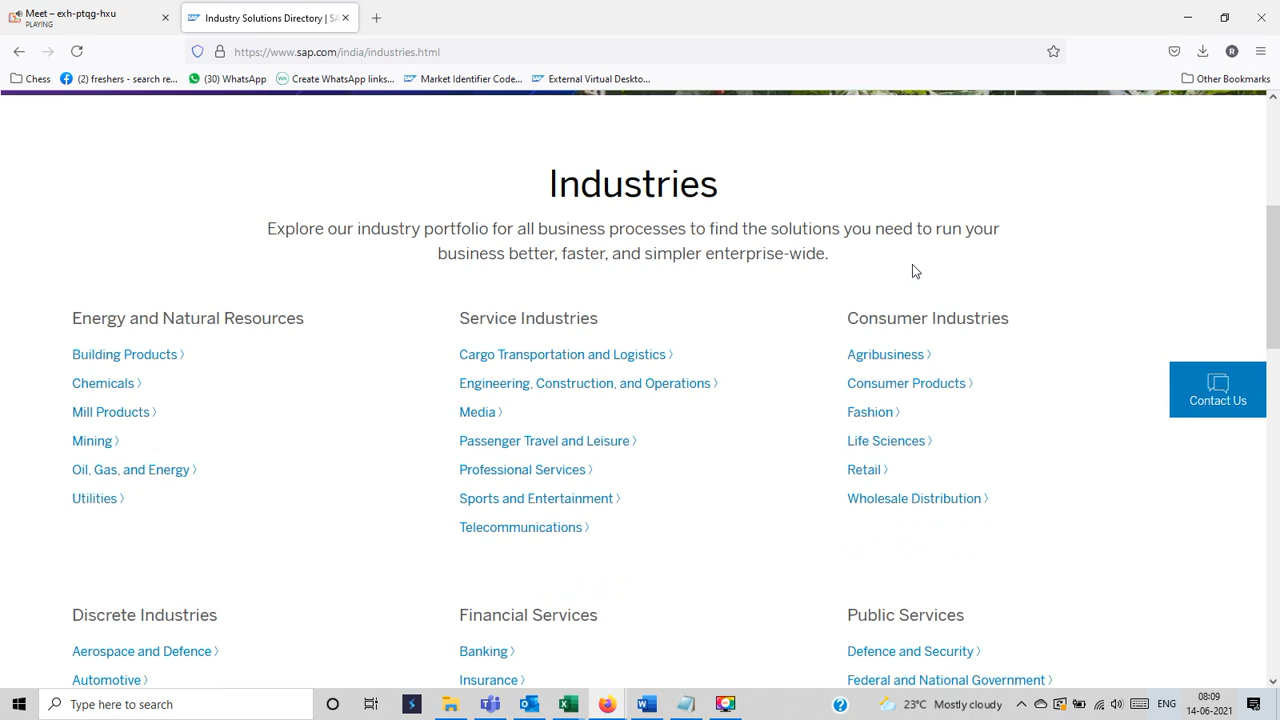 Meet – exh-ptqg-hxu
PLAYING
Industry Solutions Directory | SA
https://www.sap.com/india/industries.html
Chess
(2) freshers - search re...
(30) WhatsApp
Create WhatsApp links...
Market Identifier Code...
External Virtual Deskto...
Other Bookmarks
Industries
Explore our industry portfolio for all business processes to find the solutions you need to run your
business better, faster, and simpler enterprise-wide.
Energy and Natural Resources
Building Products
Chemicals
Mill Products
Mining
Oil, Gas, and Energy
Utilities
Service Industries
Cargo Transportation and Logistics
Engineering, Construction, and Operations
Media
Passenger Travel and Leisure
Professional Services
Sports and Entertainment
Telecommunications
Consumer Industries
Agribusiness
Consumer Products
Fashion
Life Sciences
Retail
Wholesale Distribution
Contact Us
Discrete Industries
Aerospace and Defence
Automotive
Financial Services
Banking
Insurance
Public Services
Defence and Security
Federal and National Government
Type here to search
23°C Mostly cloudy
ENG
08:09
14-06-2021